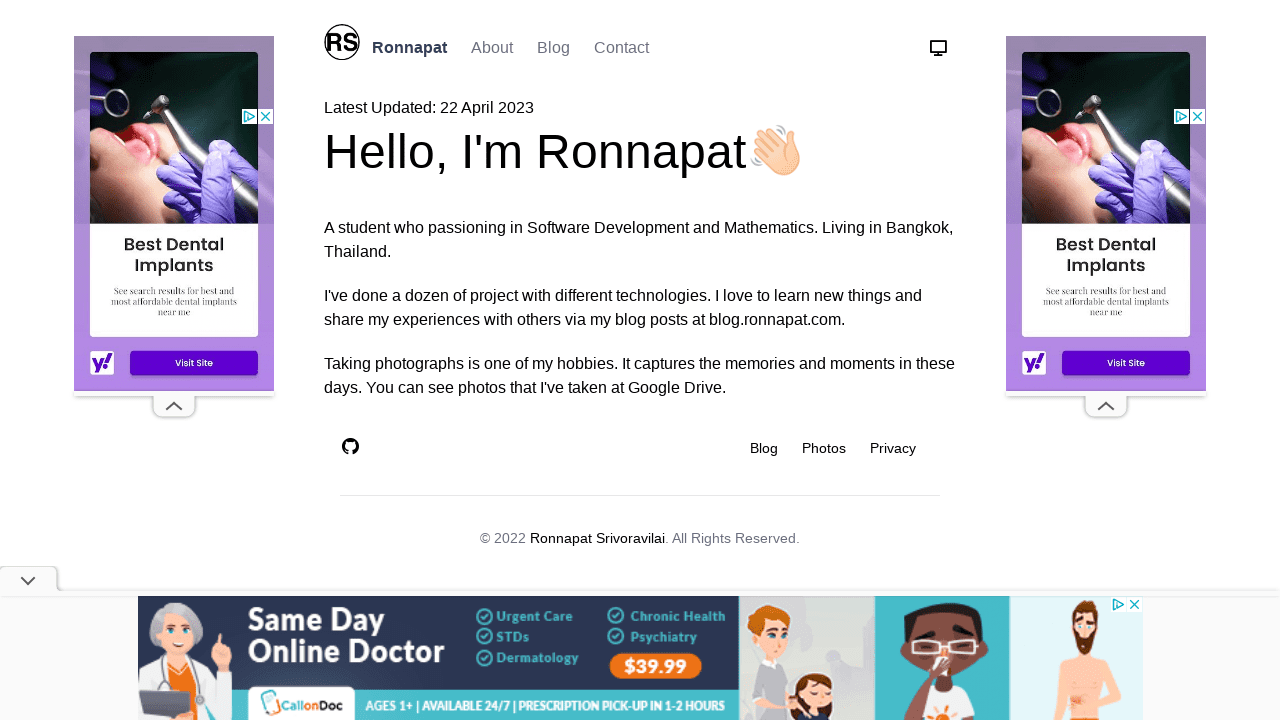 RS Ronnapat About Blog Contact
Latest Updated: 22 April 2023
Hello, I'm Ronnapat👋🏻
A student who passioning in Software Development and Mathematics. Living in Bangkok,
Thailand.
I've done a dozen of project with different technologies. I love to learn new things and
share my experiences with others via my blog posts at blog.ronnapat.com.
Taking photographs is one of my hobbies. It captures the memories and moments in these
days. You can see photos that I've taken at Google Drive.
Blog Photos Privacy
© 2022 Ronnapat Srivoravilai. All Rights Reserved.
Best Dental
Implants
See search results for best and
most affordable dental implants
near me
y!
Visit Site
Best Dental
Implants
See search results for best and
most affordable dental implants
near me
y!
Visit Site
Same Day
Online Doctor
Urgent Care
STDs
Dermatology
Chronic Health
Psychiatry
$39.99
CallonDoc
AGES 1+ | AVAILABLE 24/7 | PRESCRIPTION PICK-UP IN 1-2 HOURS